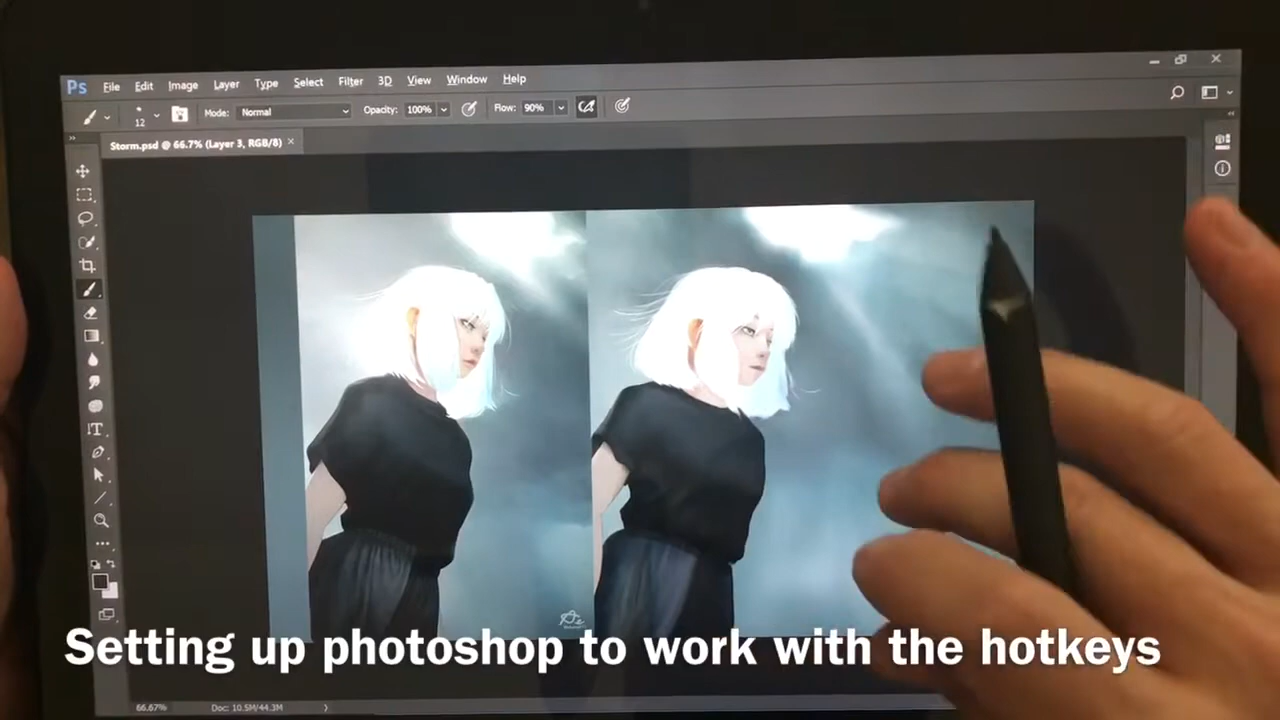 Ps File Edit Image Layer Type Select Filter 3D View Window Help
12 Mode: Normal Opacity: 100% Flow: 90%
Storm.psd @ 66.7% (Layer 3, RGB/8) ×
Setting up photoshop to work with the hotkeys
66.67% Doc: 10.5M/44.3M